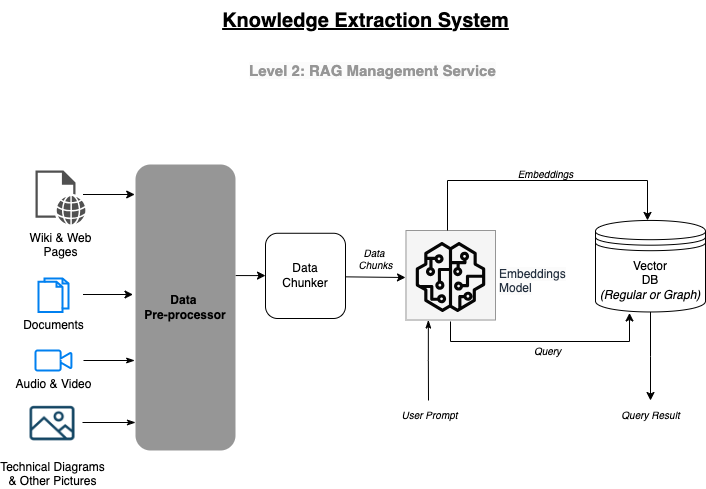 Knowledge Extraction System
Level 2: RAG Management Service
Wiki & Web
Pages
Documents
Audio & Video
Technical Diagrams
& Other Pictures
Data
Pre-processor
Data
Chunker
Data
Chunks
Embeddings
Model
Embeddings
Query
User Prompt
Vector
DB
(Regular or Graph)
Query Result